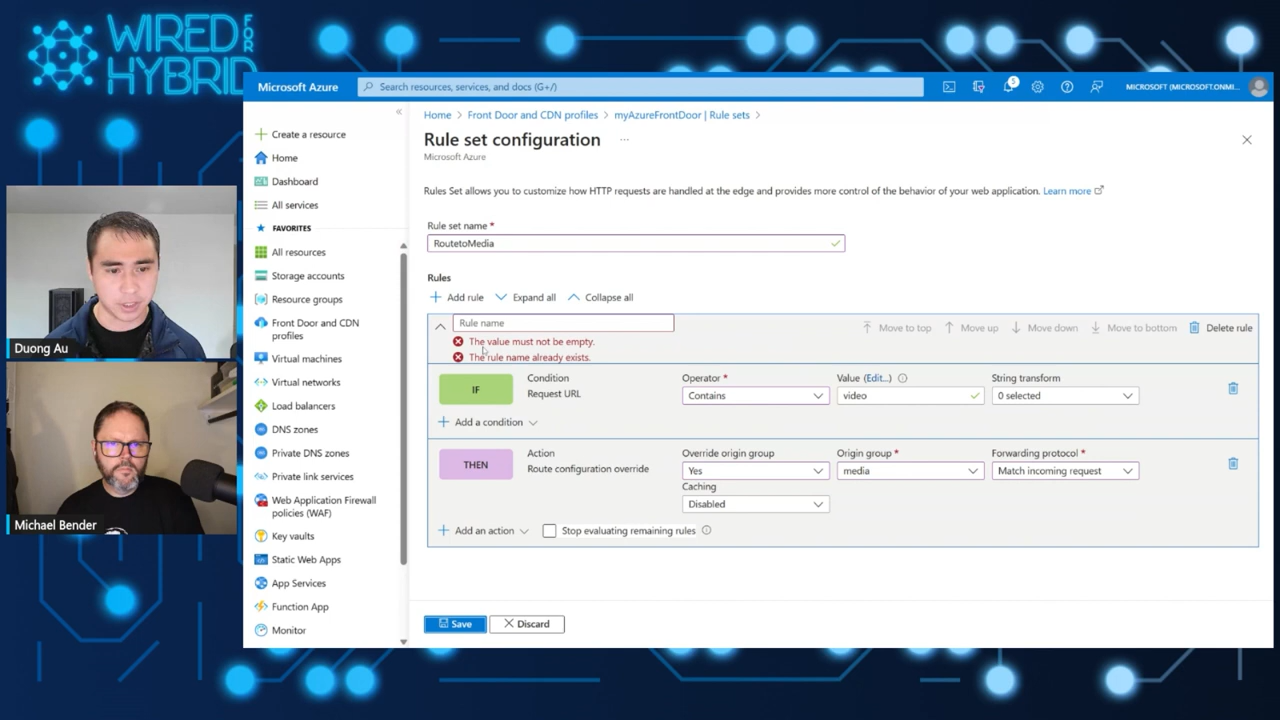 WIRED FOR
HYBRID
Microsoft Azure
Search resources, services, and docs (G+/)
5
MICROSOFT (MICROSOFT.ONMI...
Create a resource
Home
Dashboard
All services
FAVORITES
All resources
Storage accounts
Resource groups
Front Door and CDN
profiles
Virtual machines
Virtual networks
Load balancers
DNS zones
Private DNS zones
Private link services
Web Application Firewall
policies (WAF)
Key vaults
Static Web Apps
App Services
Function App
Monitor
Home > Front Door and CDN profiles > myAzureFrontDoor | Rule sets >
Rule set configuration ...
Microsoft Azure
Rules Set allows you to customize how HTTP requests are handled at the edge and provides more control of the behavior of your web application. Learn more
Rule set name *
RoutetoMedia
Rules
Add rule Expand all Collapse all
Rule name
Move to top Move up Move down Move to bottom Delete rule
The value must not be empty.
The rule name already exists.
IF
Condition
Request URL
Operator *
Contains
Value (Edit...)
video
String transform
0 selected
Add a condition
THEN
Action
Route configuration override
Override origin group
Yes
Origin group *
media
Forwarding protocol *
Match incoming request
Caching
Disabled
Add an action Stop evaluating remaining rules
Save Discard
Duong Au
Michael Bender